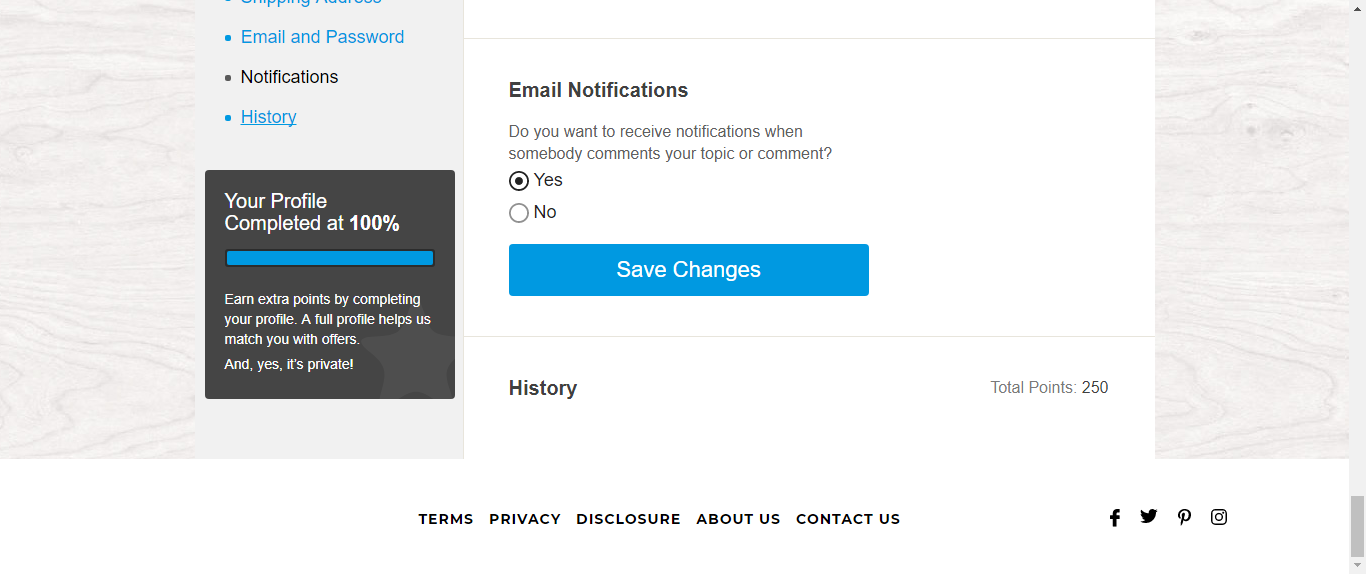 Shipping Address
Email and Password
Notifications
History
Your Profile
Completed at 100%
Earn extra points by completing
your profile. A full profile helps us
match you with offers.
And, yes, it's private!
Email Notifications
Do you want to receive notifications when
somebody comments your topic or comment?
Yes
No
Save Changes
History
Total Points: 250
TERMS PRIVACY DISCLOSURE ABOUT US CONTACT US